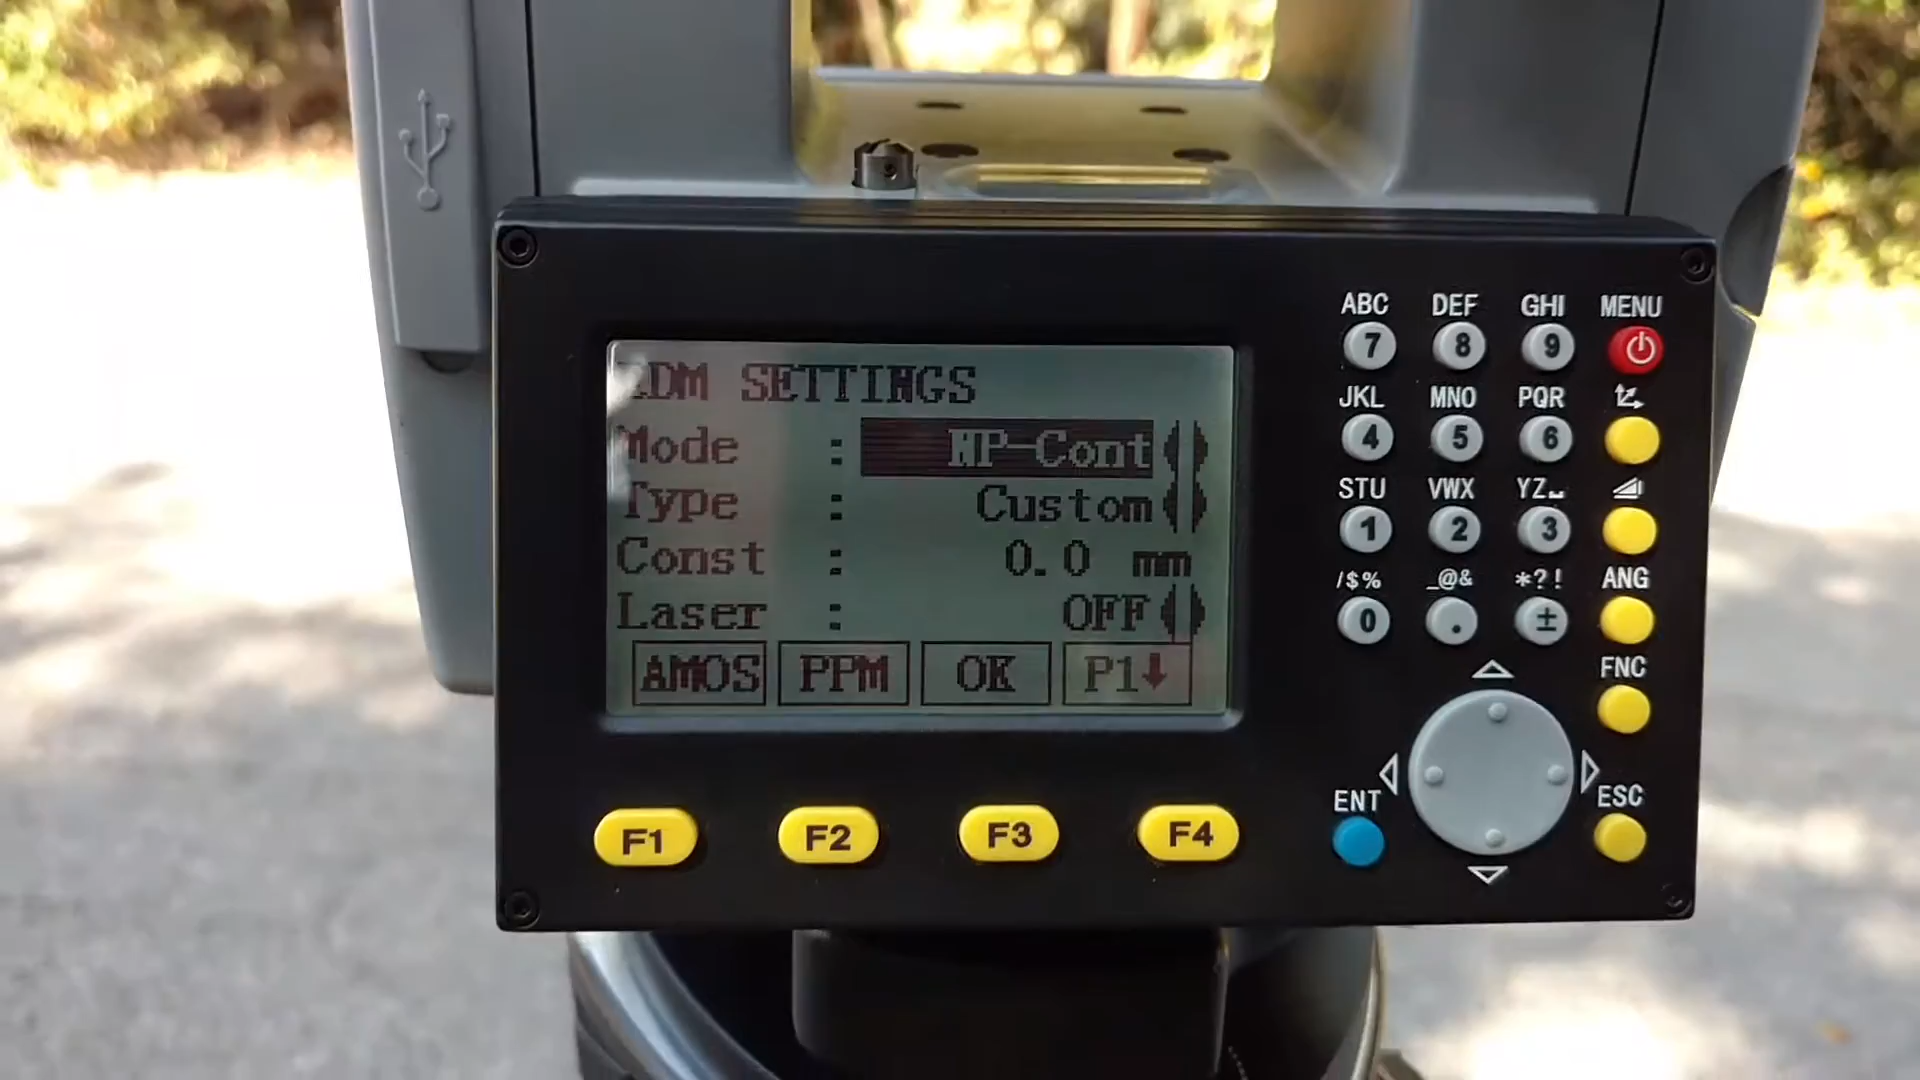 EDM SETTINGS
Mode : NP-Cont
Type : Custom
Const : 0.0 mm
Laser : OFF
AMOS PPM OK P1↓
F1 F2 F3 F4
ABC DEF GHI MENU
7 8 9
JKL MNO PQR
4 5 6
STU VWX YZ␣
1 2 3
/$% _@& *?! ANG
0 . ±
FNC
ENT ESC